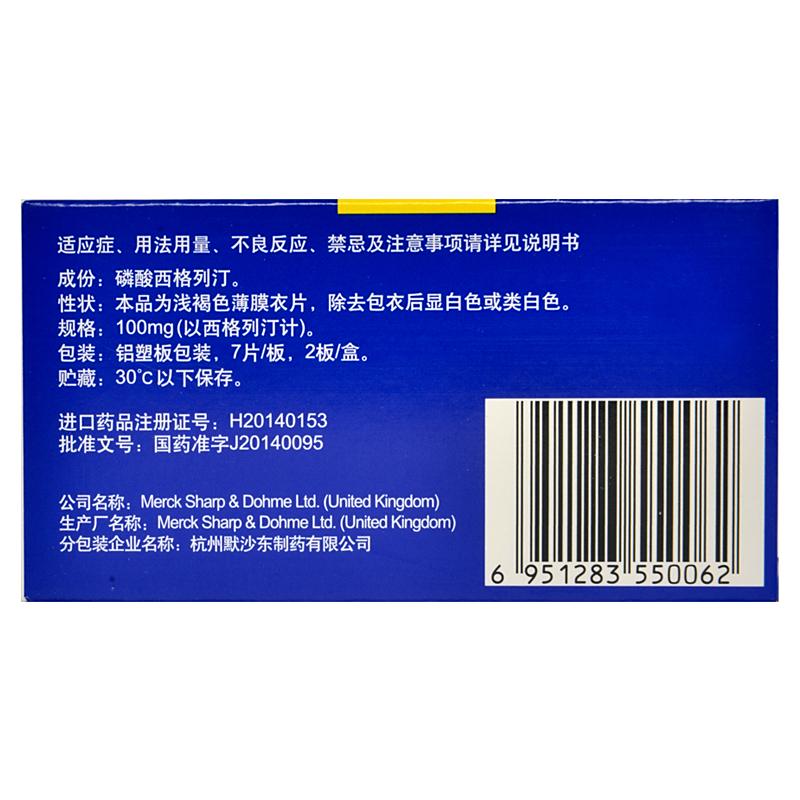 适应症、用法用量、不良反应、禁忌及注意事项请详见说明书
成份：磷酸西格列汀。
性状：本品为浅褐色薄膜衣片，除去包衣后显白色或类白色。
规格：100mg(以西格列汀计)。
包装：铝塑板包装，7片/板，2板/盒。
贮藏：30℃以下保存。
进口药品注册证号：H20140153
批准文号：国药准字J20140095
公司名称：Merck Sharp & Dohme Ltd. (United Kingdom)
生产厂名称：Merck Sharp & Dohme Ltd. (United Kingdom)
分包装企业名称：杭州默沙东制药有限公司
6 951283 550062